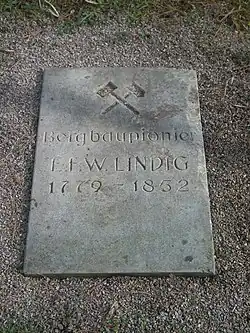 Bergbaupionier
F. F. W. LINDIG
1779 - 1832